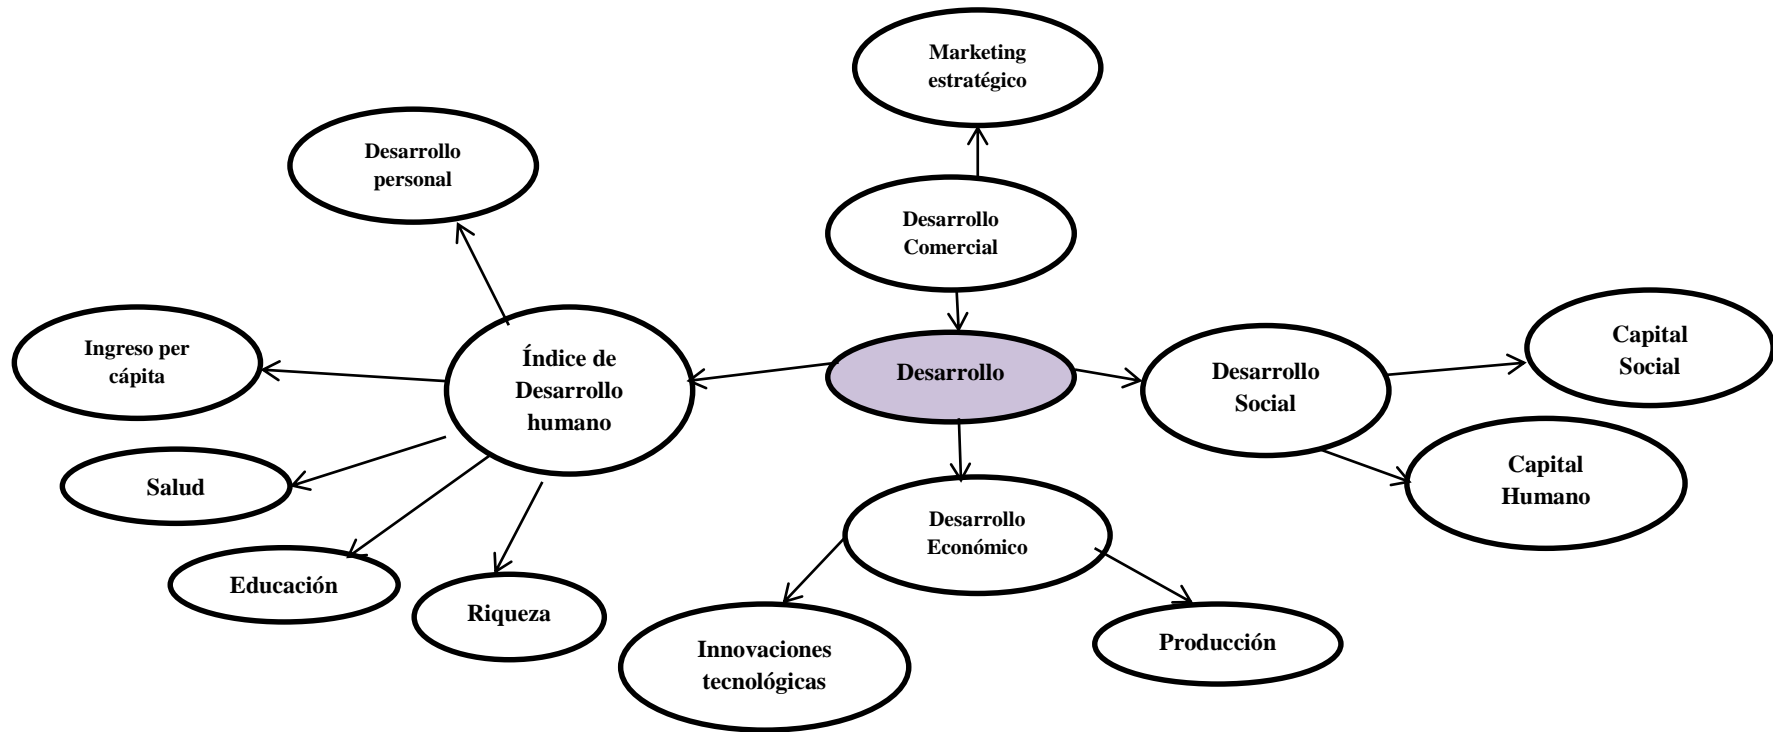 Marketing
estratégico
Desarrollo
personal
Desarrollo
Comercial
Ingreso per
cápita
Índice de
Desarrollo
humano
Desarrollo
Desarrollo
Social
Capital
Social
Capital
Humano
Salud
Desarrollo
Económico
Educación
Riqueza
Innovaciones
tecnológicas
Producción